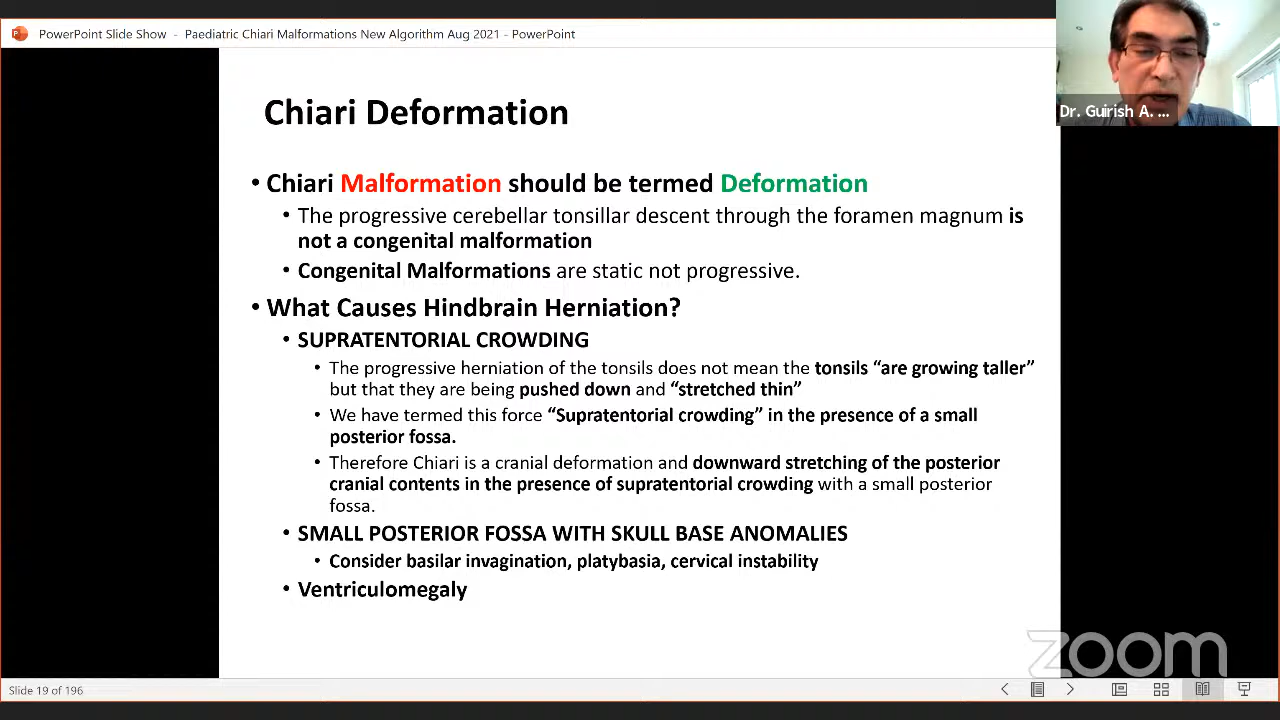 PowerPoint Slide Show - Paediatric Chiari Malformations New Algorithm Aug 2021 - PowerPoint
Dr. Guirish A. ...
Chiari Deformation
• Chiari Malformation should be termed Deformation
• The progressive cerebellar tonsillar descent through the foramen magnum is
not a congenital malformation
• Congenital Malformations are static not progressive.
• What Causes Hindbrain Herniation?
• SUPRATENTORIAL CROWDING
• The progressive herniation of the tonsils does not mean the tonsils “are growing taller”
but that they are being pushed down and “stretched thin”
• We have termed this force “Supratentorial crowding” in the presence of a small
posterior fossa.
• Therefore Chiari is a cranial deformation and downward stretching of the posterior
cranial contents in the presence of supratentorial crowding with a small posterior
fossa.
• SMALL POSTERIOR FOSSA WITH SKULL BASE ANOMALIES
• Consider basilar invagination, platybasia, cervical instability
• Ventriculomegaly
zoom
Slide 19 of 196